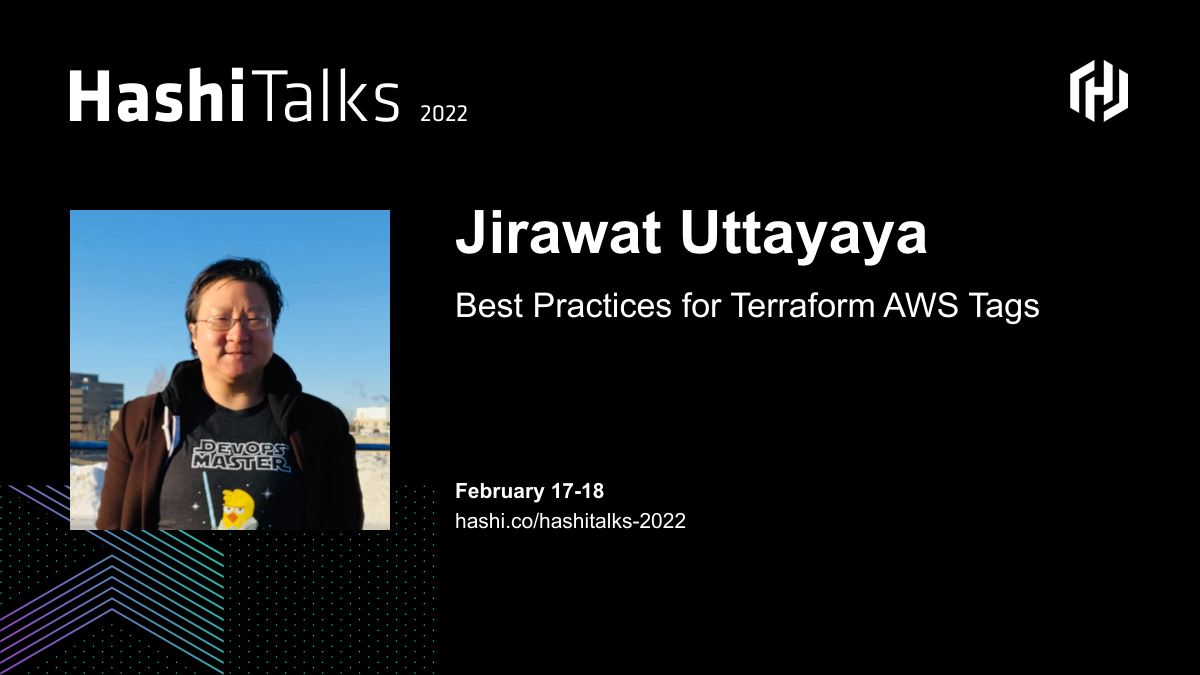 HashiTalks 2022
Jirawat Uttayaya
Best Practices for Terraform AWS Tags
DEVOPS
MASTER
February 17-18
hashi.co/hashitalks-2022